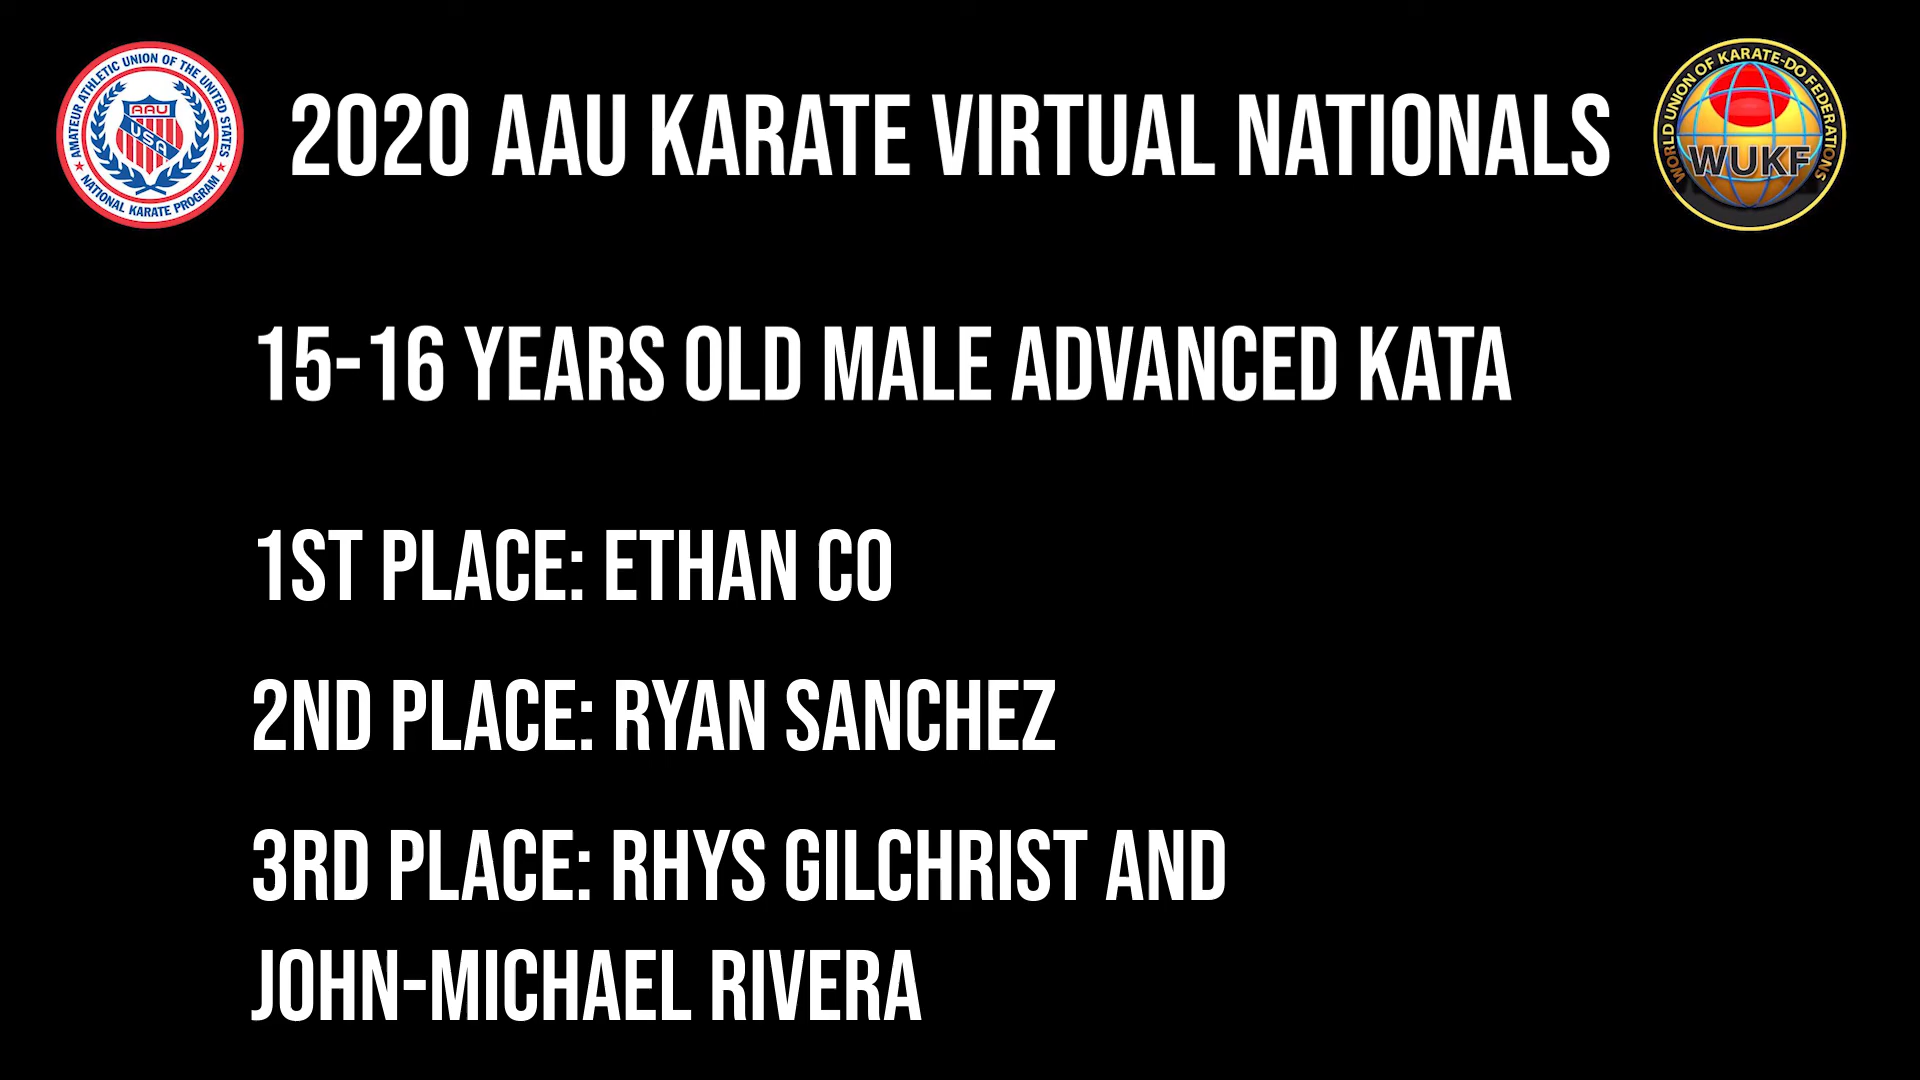 AMATEUR ATHLETIC UNION OF THE UNITED STATES
AAU
USA
★ NATIONAL KARATE PROGRAM ★
2020 AAU KARATE VIRTUAL NATIONALS
WORLD UNION OF KARATE-DO FEDERATIONS
WUKF
15-16 YEARS OLD MALE ADVANCED KATA
1ST PLACE: ETHAN CO
2ND PLACE: RYAN SANCHEZ
3RD PLACE: RHYS GILCHRIST AND
JOHN-MICHAEL RIVERA